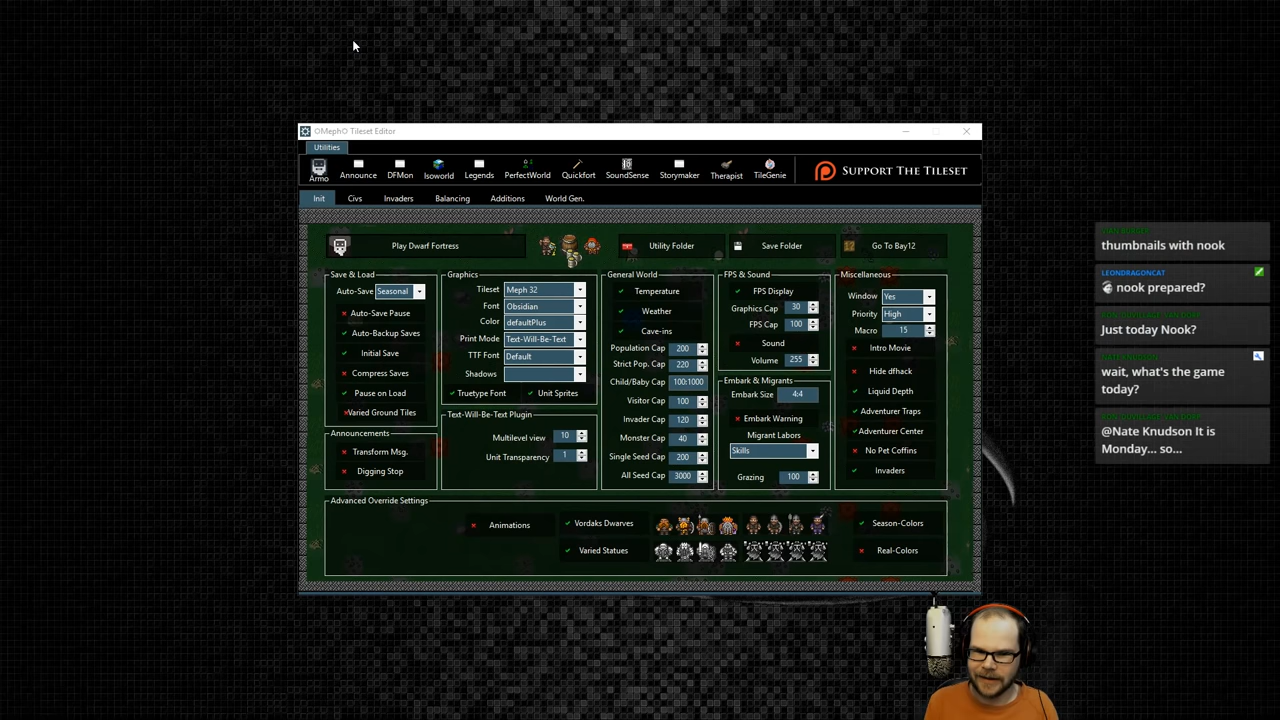 OMephO Tileset Editor
Utilities
Armo Announce DFMon Isoworld Legends PerfectWorld Quickfort SoundSense Storymaker Therapist TileGenie SUPPORT THE TILESET
Init Civs Invaders Balancing Additions World Gen.
Play Dwarf Fortress Utility Folder Save Folder Go To Bay12
Save & Load
Auto-Save Seasonal
Auto-Save Pause
Auto-Backup Saves
Initial Save
Compress Saves
Pause on Load
Varied Ground Tiles
Announcements
Transform Msg.
Digging Stop
Graphics
Tileset Meph 32
Font Obsidian
Color defaultPlus
Print Mode Text-Will-Be-Text
TTF Font Default
Shadows
Truetype Font Unit Sprites
Text-Will-Be-Text Plugin
Multilevel view 10
Unit Transparency 1
General World
Temperature
Weather
Cave-ins
Population Cap 200
Strict Pop. Cap 220
Child/Baby Cap 100:1000
Visitor Cap 100
Invader Cap 120
Monster Cap 40
Single Seed Cap 200
All Seed Cap 3000
FPS & Sound
FPS Display
Graphics Cap 30
FPS Cap 100
Sound
Volume 255
Embark & Migrants
Embark Size 4:4
Embark Warning
Migrant Labors
Skills
Grazing 100
Miscellaneous
Window Yes
Priority High
Macro 15
Intro Movie
Hide dfhack
Liquid Depth
Adventurer Traps
Adventurer Center
No Pet Coffins
Invaders
Advanced Override Settings
Animations Vordaks Dwarves Season-Colors
Varied Statues Real-Colors
thumbnails with nook
LEONDRAGONCAT
nook prepared?
Just today Nook?
NATE KNUDSON
wait, what's the game
today?
@Nate Knudson It is
Monday... so...